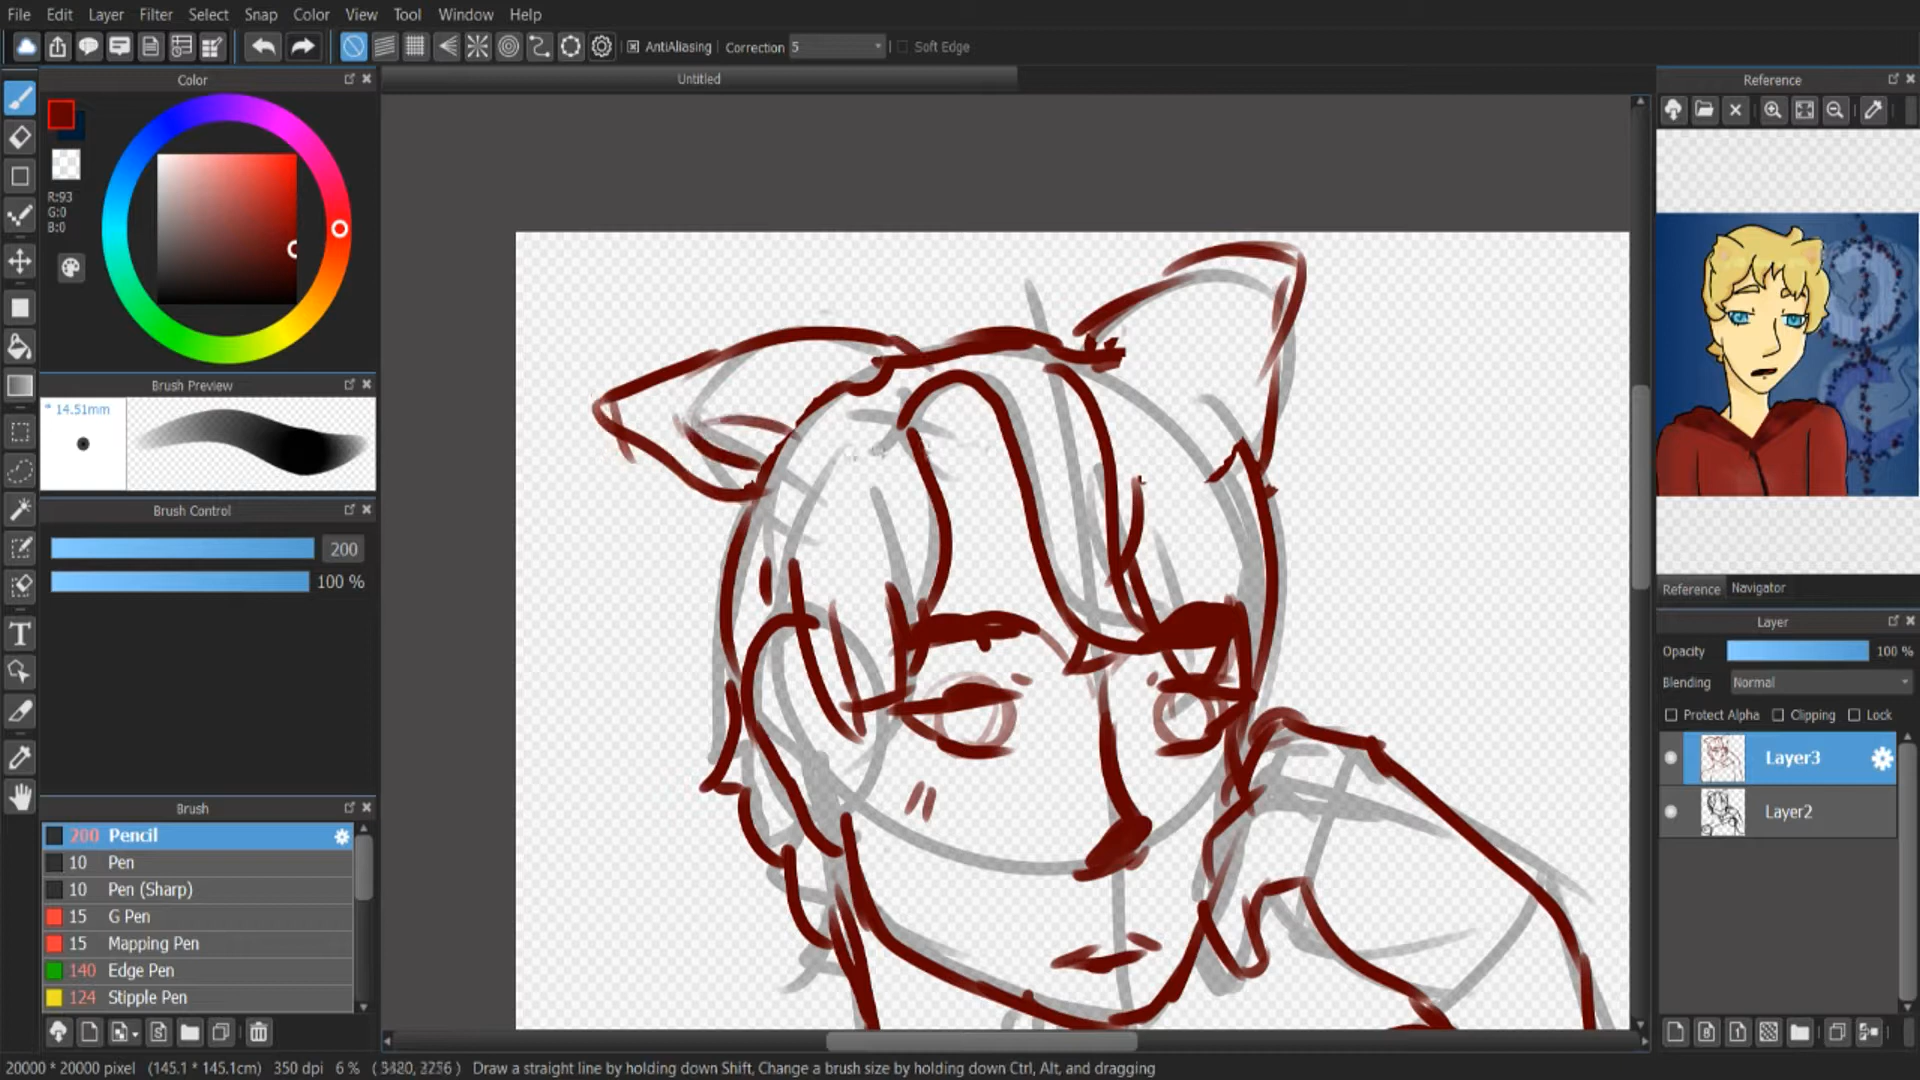 File Edit Layer Filter Select Snap Color View Tool Window Help
AntiAliasing Correction 5 Soft Edge
Color
Untitled
Reference
R:93
G:0
B:0
Brush Preview
* 14.51mm
Brush Control
200
100 %
Reference Navigator
Layer
Opacity 100 %
Blending Normal
Protect Alpha Clipping Lock
Layer3
Layer2
Brush
200 Pencil
10 Pen
10 Pen (Sharp)
15 G Pen
15 Mapping Pen
140 Edge Pen
124 Stipple Pen
20000 * 20000 pixel (145.1 * 145.1cm) 350 dpi 6 % Draw a straight line by holding down Shift, Change a brush size by holding down Ctrl, Alt, and dragging